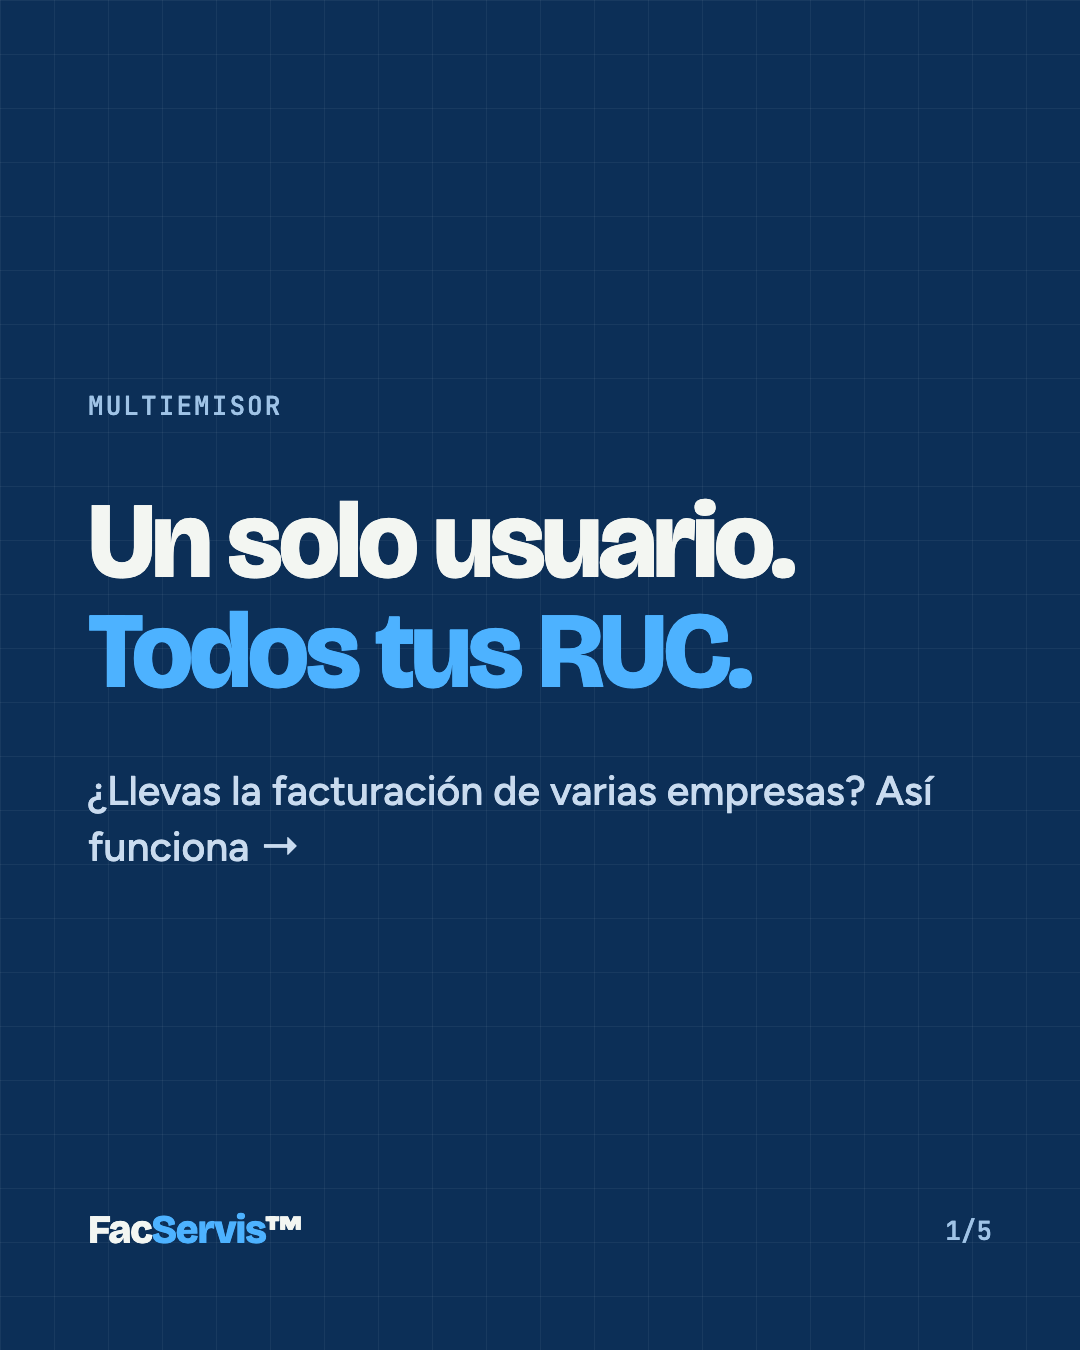 MULTIEMISOR
Un solo usuario.
Todos tus RUC.
¿Llevas la facturación de varias empresas? Así
funciona →
FacServis™
1/5